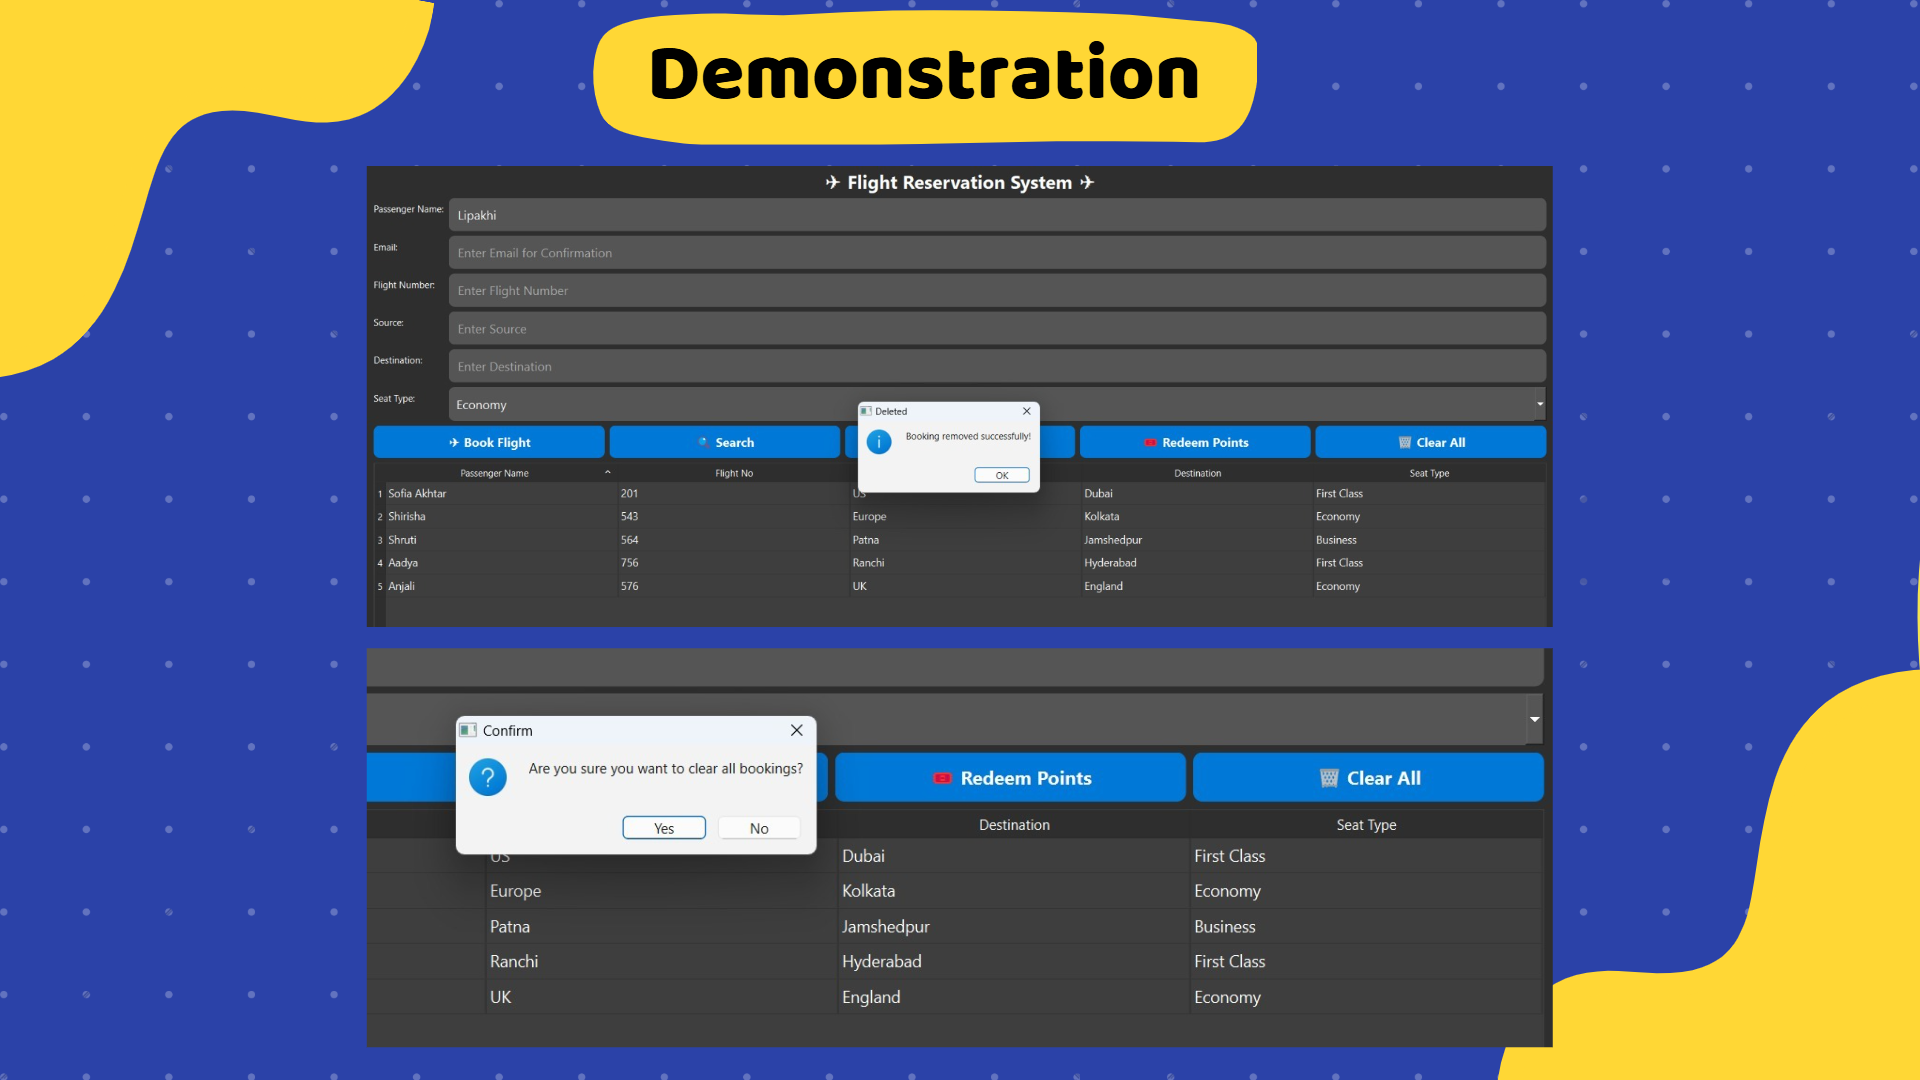 Demonstration
✈ Flight Reservation System ✈
Passenger Name: Lipakhi
Email: Enter Email for Confirmation
Flight Number: Enter Flight Number
Source: Enter Source
Destination: Enter Destination
Seat Type: Economy
Deleted
Booking removed successfully!
OK
✈ Book Flight Search Redeem Points Clear All
Passenger Name Flight No Destination Seat Type
1 Sofia Akhtar 201 US Dubai First Class
2 Shirisha 543 Europe Kolkata Economy
3 Shruti 564 Patna Jamshedpur Business
4 Aadya 756 Ranchi Hyderabad First Class
5 Anjali 576 UK England Economy
Confirm
Are you sure you want to clear all bookings?
Yes No
Redeem Points Clear All
Destination Seat Type
US Dubai First Class
Europe Kolkata Economy
Patna Jamshedpur Business
Ranchi Hyderabad First Class
UK England Economy